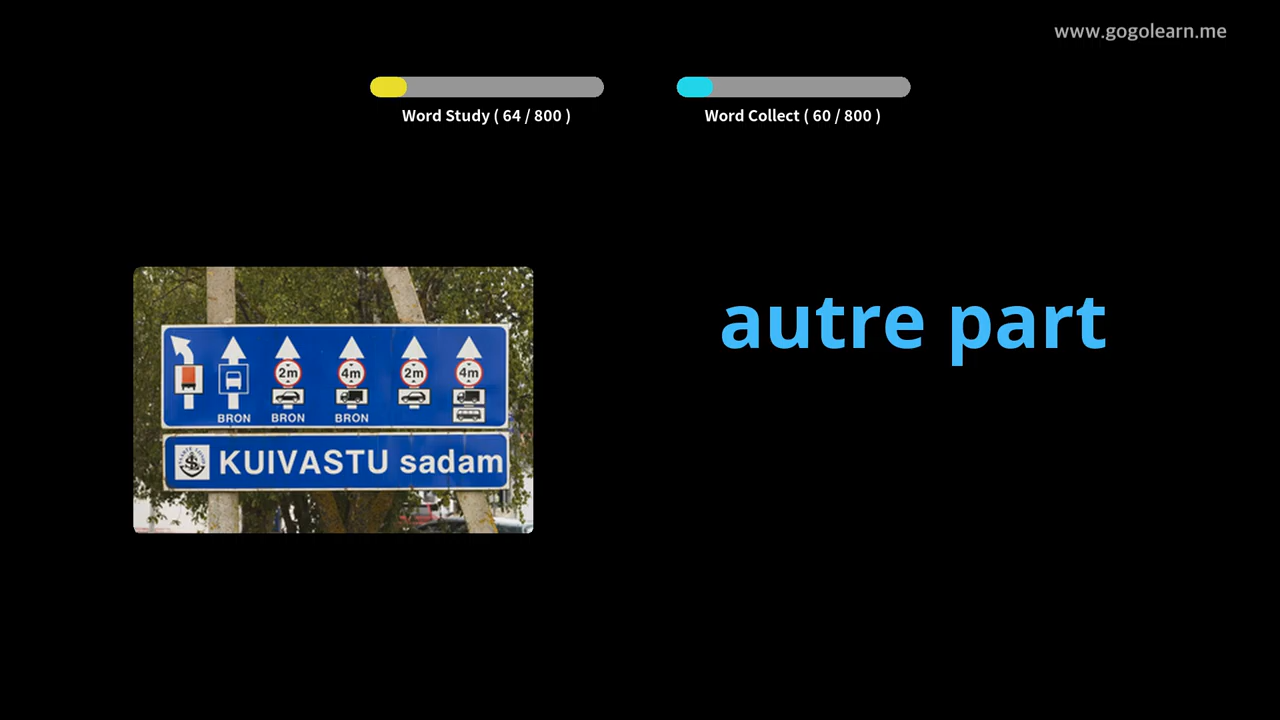 www.gogolearn.me
Word Study ( 64 / 800 )
Word Collect ( 60 / 800 )
autre part
2m
4m
2m
4m
BRON
BRON
BRON
KUIVASTU sadam